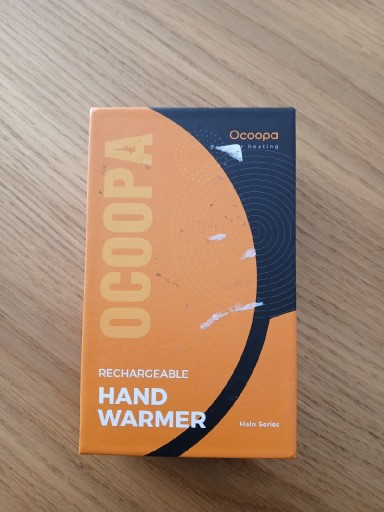 Ocoopa
heating
OCOOPA
RECHARGEABLE
HAND
WARMER
Halo Series